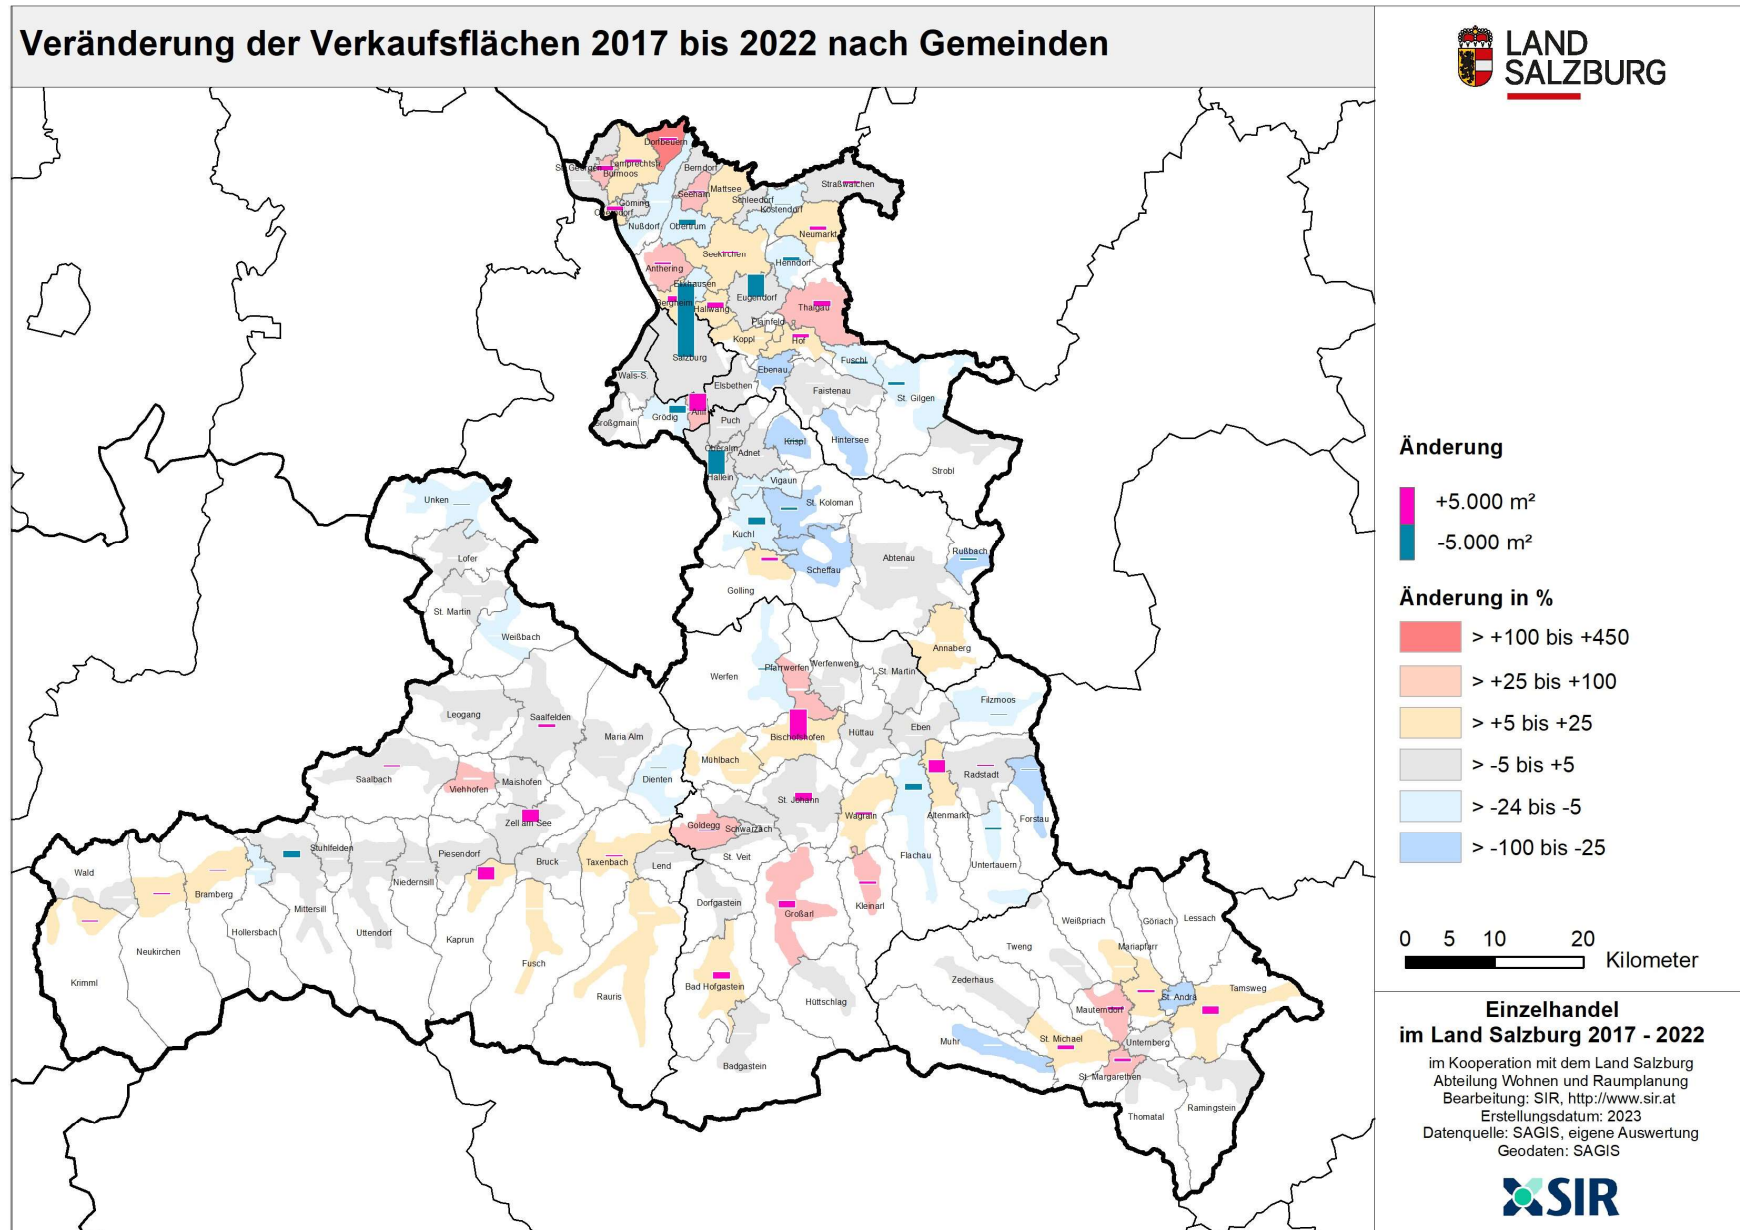 Veränderung der Verkaufsflächen 2017 bis 2022 nach Gemeinden
LAND
SALZBURG
Dorfbeuern
Lamprechtsh.
St. Georgen
Bürmoos
Berndorf
Seeham
Mattsee
Straßwalchen
Schleedorf
Köstendorf
Göming
Oberndorf
Nußdorf
Obertrum
Neumarkt
Seekirchen
Henndorf
Anthering
Elixhausen
Eugendorf
Bergheim
Hallwang
Thalgau
Plainfeld
Koppl
Hof
Salzburg
Fuschl
Ebenau
Wals-S.
Elsbethen
Faistenau
St. Gilgen
Anif
Grödig
Puch
Großgmain
Hintersee
Krispl
Oberalm
Adnet
Strobl
Hallein
Vigaun
Unken
St. Koloman
Kuchl
Lofer
Abtenau
Rußbach
Scheffau
Golling
St. Martin
Weißbach
Annaberg
Pfarrwerfen
Werfenweng
St. Martin
Werfen
Filzmoos
Leogang
Saalfelden
Eben
Maria Alm
Bischofshofen
Hüttau
Mühlbach
Saalbach
Viehhofen
Maishofen
Dienten
Radstadt
St. Johann
Wagrain
Altenmarkt
Forstau
Zell am See
Goldegg
Schwarzach
Stuhlfelden
Piesendorf
Bruck
Taxenbach
Lend
St. Veit
Flachau
Untertauern
Wald
Bramberg
Niedernsill
Dorfgastein
Großarl
Kleinarl
Mittersill
Hollersbach
Uttendorf
Kaprun
Weißpriach
Göriach
Lessach
Neukirchen
Tweng
Mariapfarr
Fusch
Krimml
Zederhaus
Bad Hofgastein
Rauris
Hüttschlag
St. Andrä
Tamsweg
Mauterndorf
Muhr
St. Michael
Unternberg
Badgastein
St. Margarethen
Thomatal
Ramingstein
Änderung
+5.000 m²
-5.000 m²
Änderung in %
> +100 bis +450
> +25 bis +100
> +5 bis +25
> -5 bis +5
> -24 bis -5
> -100 bis -25
0 5 10 20
Kilometer
Einzelhandel
im Land Salzburg 2017 - 2022
im Kooperation mit dem Land Salzburg
Abteilung Wohnen und Raumplanung
Bearbeitung: SIR, http://www.sir.at
Erstellungsdatum: 2023
Datenquelle: SAGIS, eigene Auswertung
Geodaten: SAGIS
SIR